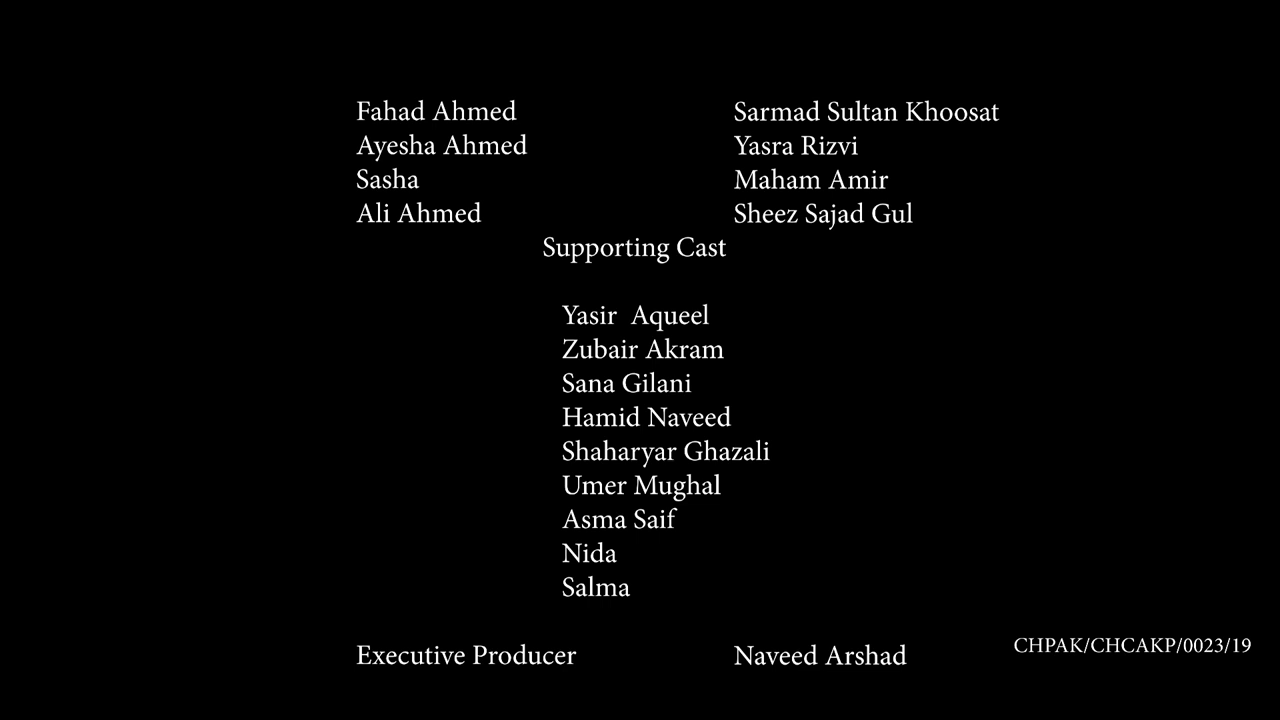 Fahad Ahmed Sarmad Sultan Khoosat
Ayesha Ahmed Yasra Rizvi
Sasha Maham Amir
Ali Ahmed Sheez Sajad Gul
Supporting Cast
Yasir Aqueel
Zubair Akram
Sana Gilani
Hamid Naveed
Shaharyar Ghazali
Umer Mughal
Asma Saif
Nida
Salma
Executive Producer Naveed Arshad
CHPAK/CHCAKP/0023/19